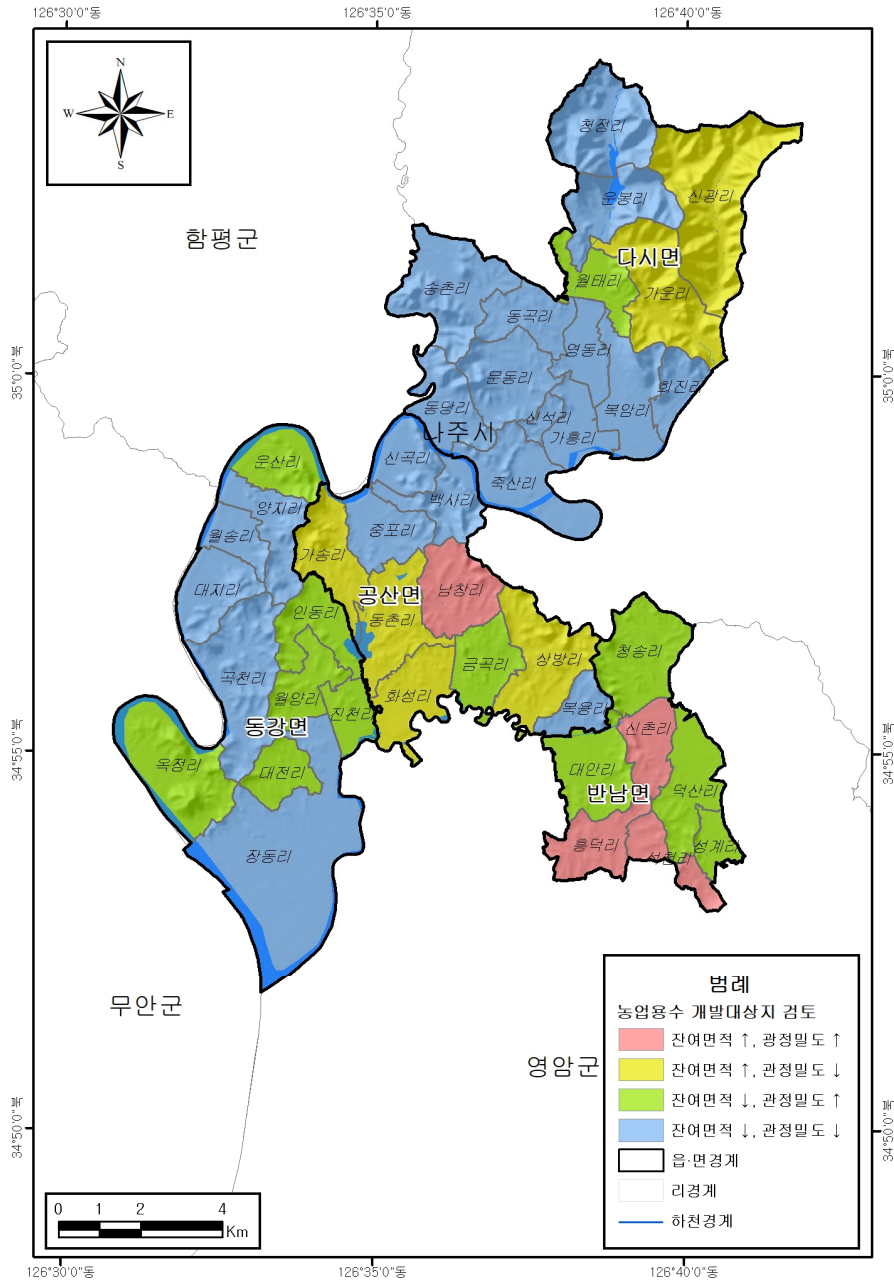 126°30'0"동 126°35'0"동 126°40'0"동
N
W E
S
청정리
운봉리
신광리
함평군
다시면
월태리
가운리
송촌리
동곡리
영동리
35°0'0"북 35°0'0"북
문동리
회진리
동당리
신석리
복암리
나주시
가흥리
신곡리
운산리
죽산리
백사리
양지리
월송리
중포리
가송리
대지리
공산면
남창리
인동리
동촌리
청송리
상방리
금곡리
곡천리
월양리
화성리
진천리
복용리
동강면
신촌리
34°55'0"북 34°55'0"북
옥정리
대전리
대안리
반남면
덕산리
흥덕리
성계리
장동리
무안군
영암군
범례
농업용수 개발대상지 검토
잔여면적 ↑, 광정밀도 ↑
잔여면적 ↑, 관정밀도 ↓
잔여면적 ↓, 관정밀도 ↑
잔여면적 ↓, 관정밀도 ↓
읍·면경계
리경계
하천경계
34°50'0"북 34°50'0"북
0 1 2 4
Km
126°30'0"동 126°35'0"동 126°40'0"동